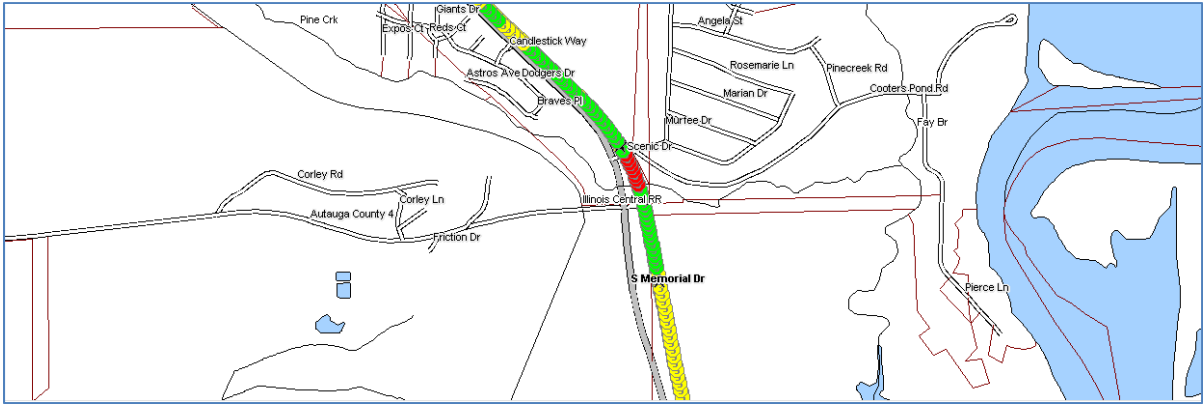 Giants Dr
Pine Crk
Expos Ct
Reds Ct
Angela St
Candlestick Way
Rosemarie Ln
Pinecreek Rd
Astros Ave
Dodgers Dr
Marian Dr
Cooters Pond Rd
Braves Pl
Murfee Dr
Fay Br
Scenic Dr
Corley Rd
Corley Ln
Illinois Central RR
Autauga County 4
Friction Dr
S Memorial Dr
Pierce Ln